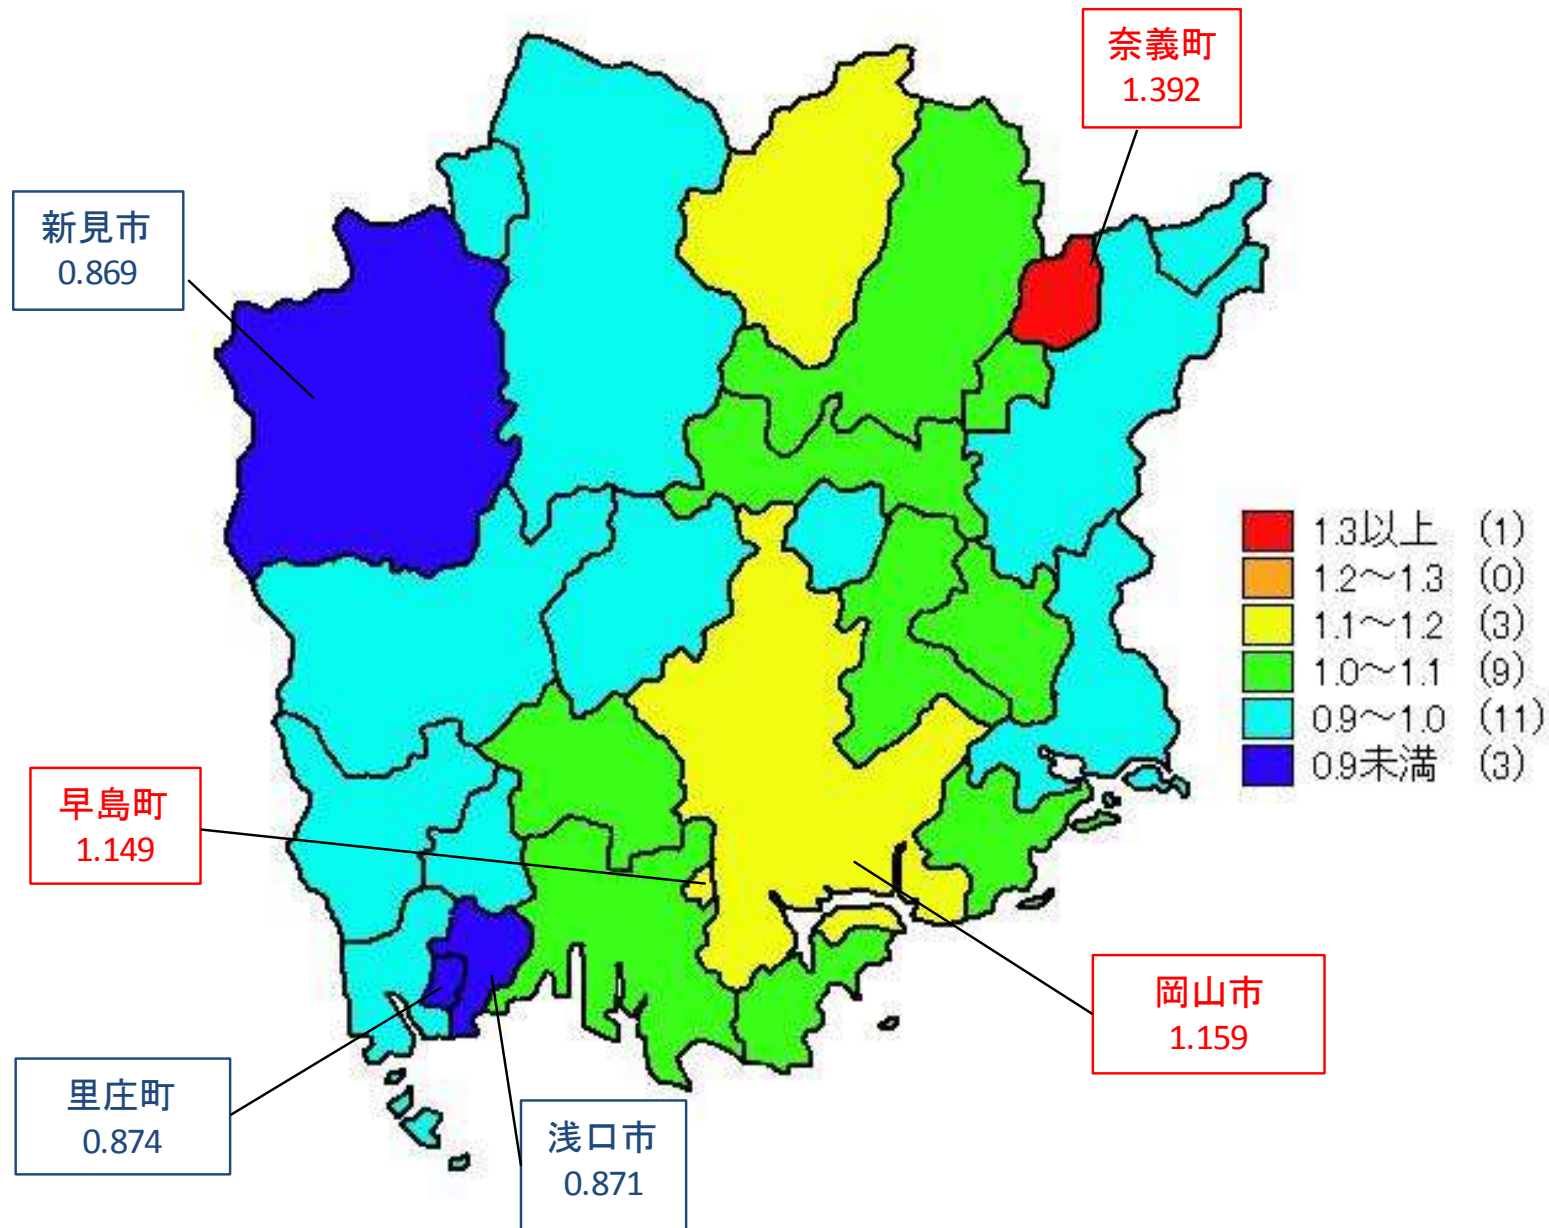 奈義町
1.392
新見市
0.869
1.3以上 (1)
1.2～1.3 (0)
1.1～1.2 (3)
1.0～1.1 (9)
0.9～1.0 (11)
0.9未満 (3)
早島町
1.149
岡山市
1.159
里庄町
0.874
浅口市
0.871